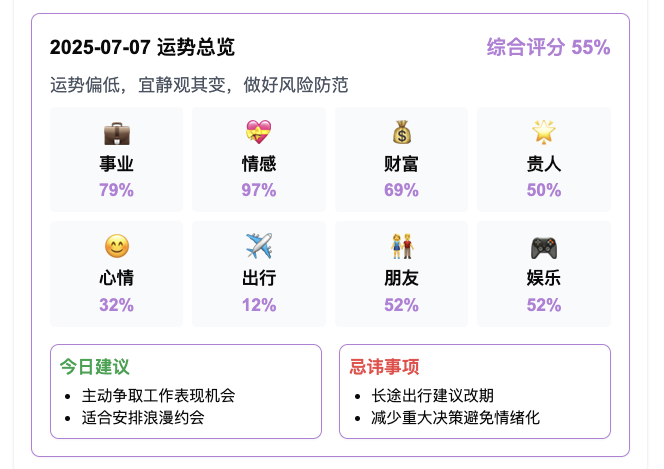 2025-07-07 运势总览
综合评分 55%
运势偏低，宜静观其变，做好风险防范
事业
情感
财富
贵人
79%
97%
69%
50%
心情
出行
朋友
娱乐
32%
12%
52%
52%
今日建议
• 主动争取工作表现机会
• 适合安排浪漫约会
忌讳事项
• 长途出行建议改期
• 减少重大决策避免情绪化